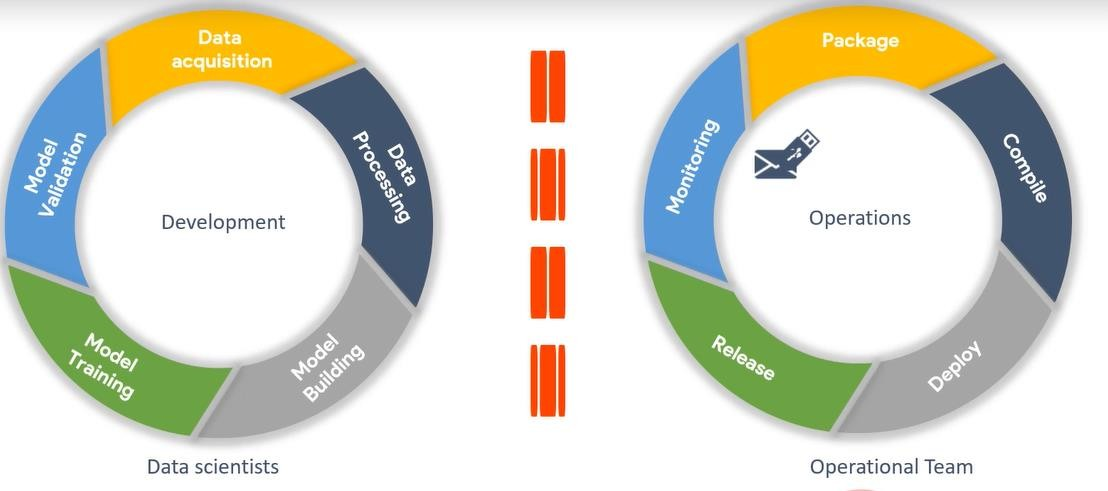 Data
acquisition
Data
Processing
Model
Building
Model
Training
Model
Validation
Development
Data scientists
Package
Compile
Deploy
Release
Monitoring
Operations
Operational Team